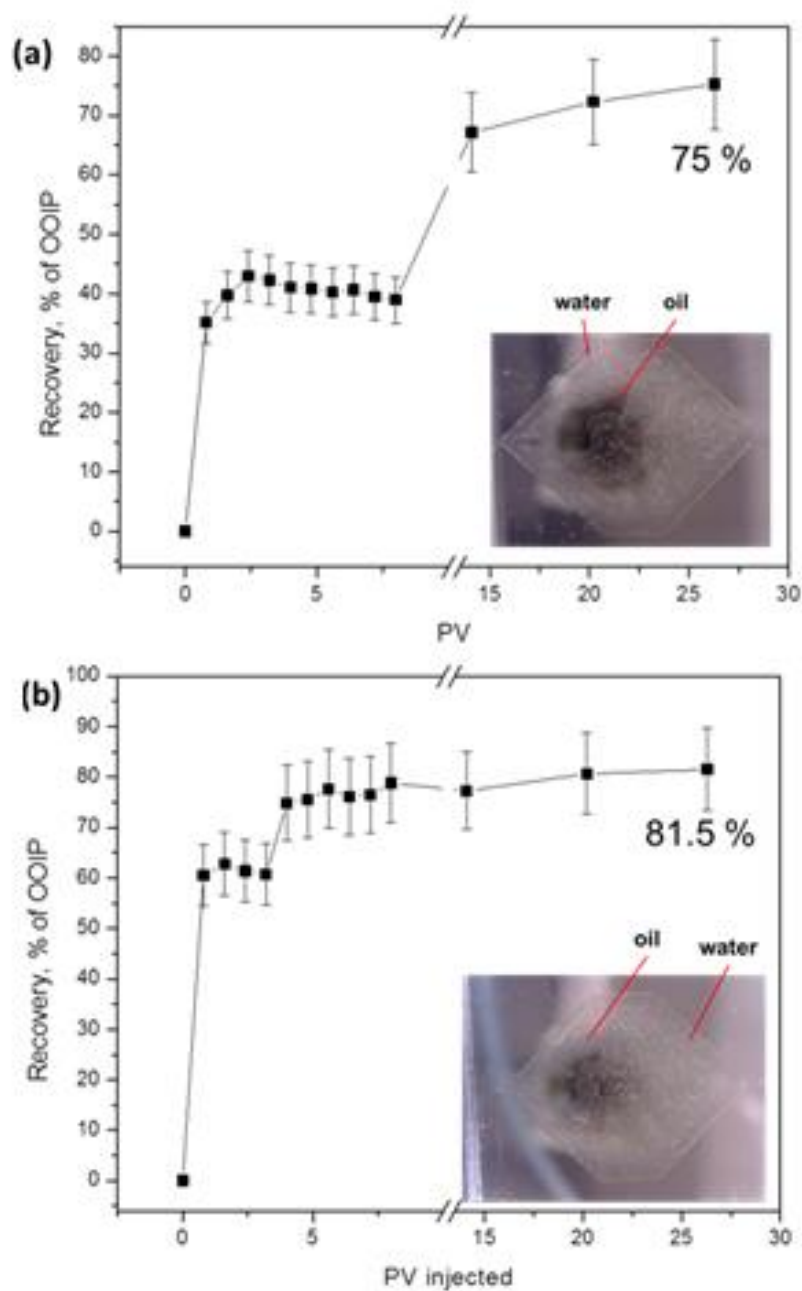 (a)
Recovery, % of OOIP
80
70
60
50
40
30
20
10
0
75 %
water oil
0 5 15 20 25 30
PV
(b)
Recovery, % of OOIP
100
90
80
70
60
50
40
30
20
10
0
81.5 %
oil water
0 5 15 20 25 30
PV injected